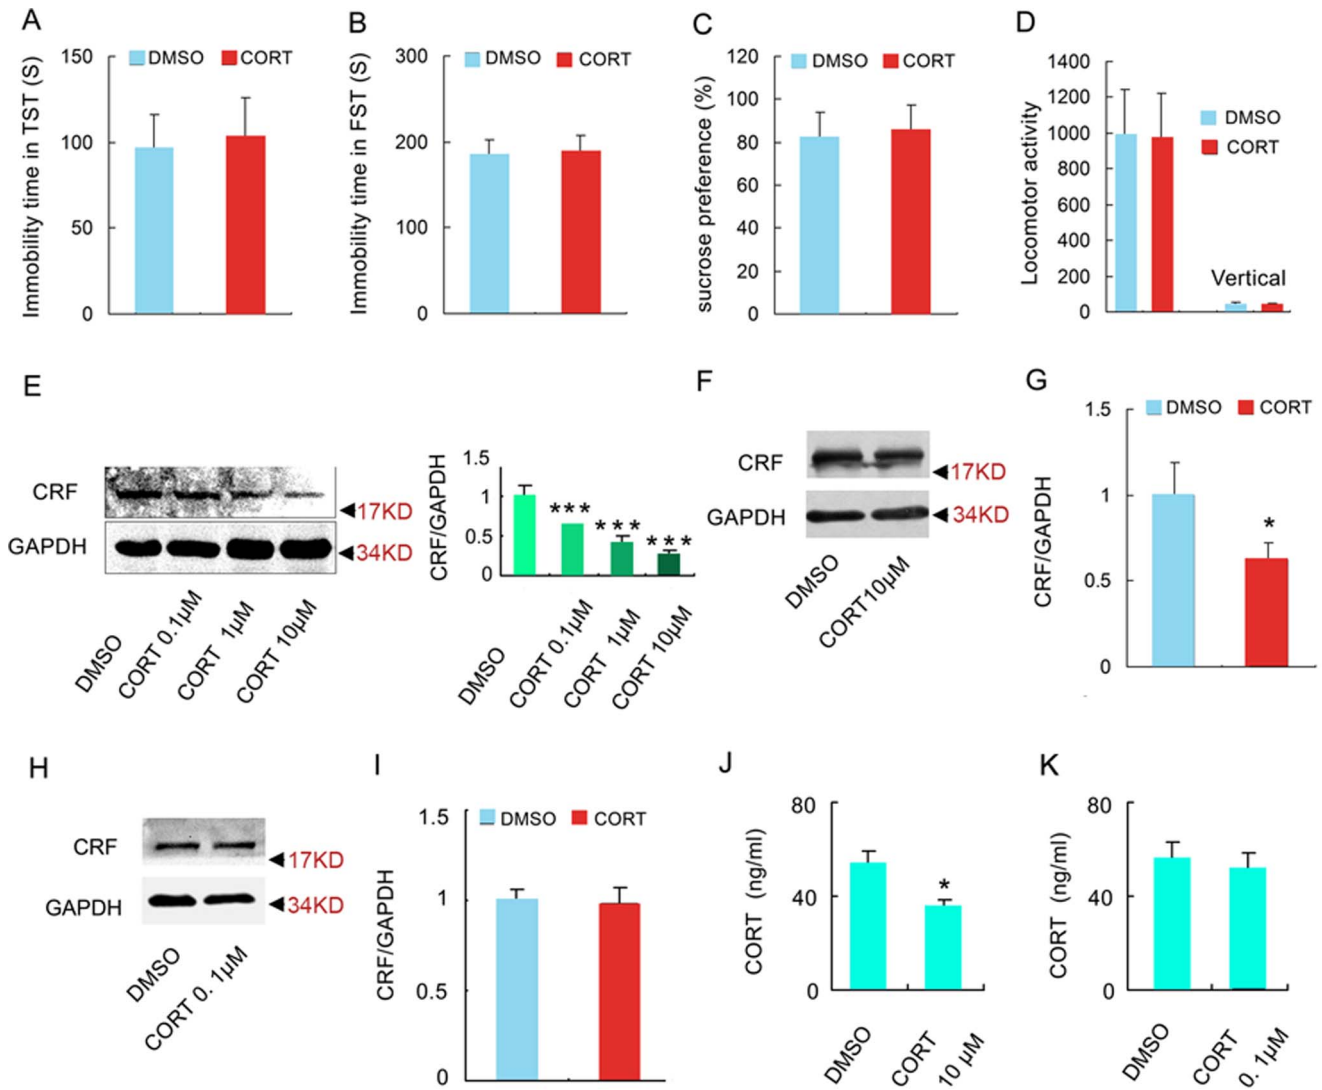 A
Immobility time in TST (S)
150
100
50
0
DMSO CORT
B
Immobility time in FST (S)
300
200
100
0
DMSO CORT
C
sucrose preference (%)
120
100
80
60
40
20
0
DMSO CORT
D
Locomotor activity
1400
1200
1000
800
600
400
200
0
DMSO
CORT
Vertical
E
CRF
17KD
GAPDH
34KD
DMSO
CORT 0.1μM
CORT 1μM
CORT 10μM
CRF/GAPDH
1.5
1
0.5
0
***
***
***
DMSO
CORT 0.1μM
CORT 1μM
CORT 10μM
F
CRF
17KD
GAPDH
34KD
DMSO
CORT10μM
G
CRF/GAPDH
1.5
1
0.5
0
DMSO CORT
*
H
CRF
17KD
GAPDH
34KD
DMSO
CORT 0. 1μM
I
CRF/GAPDH
1.5
1
0.5
0
DMSO CORT
J
CORT (ng/ml)
80
40
0
*
DMSO
CORT
10 μM
K
CORT (ng/ml)
80
40
0
DMSO
CORT
0. 1μM